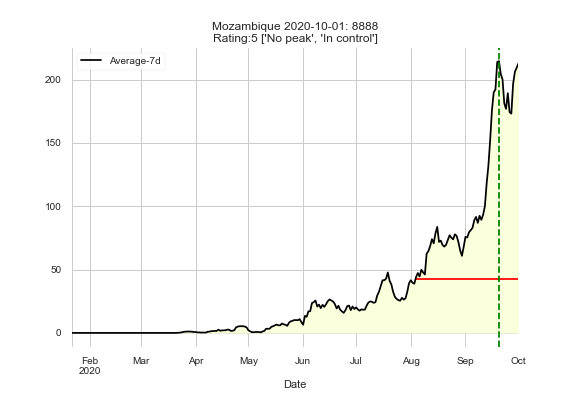 Mozambique 2020-10-01: 8888
Rating:5 ['No peak', 'In control']
Average-7d
200
150
100
50
0
Feb Mar Apr May Jun Jul Aug Sep Oct
2020
Date